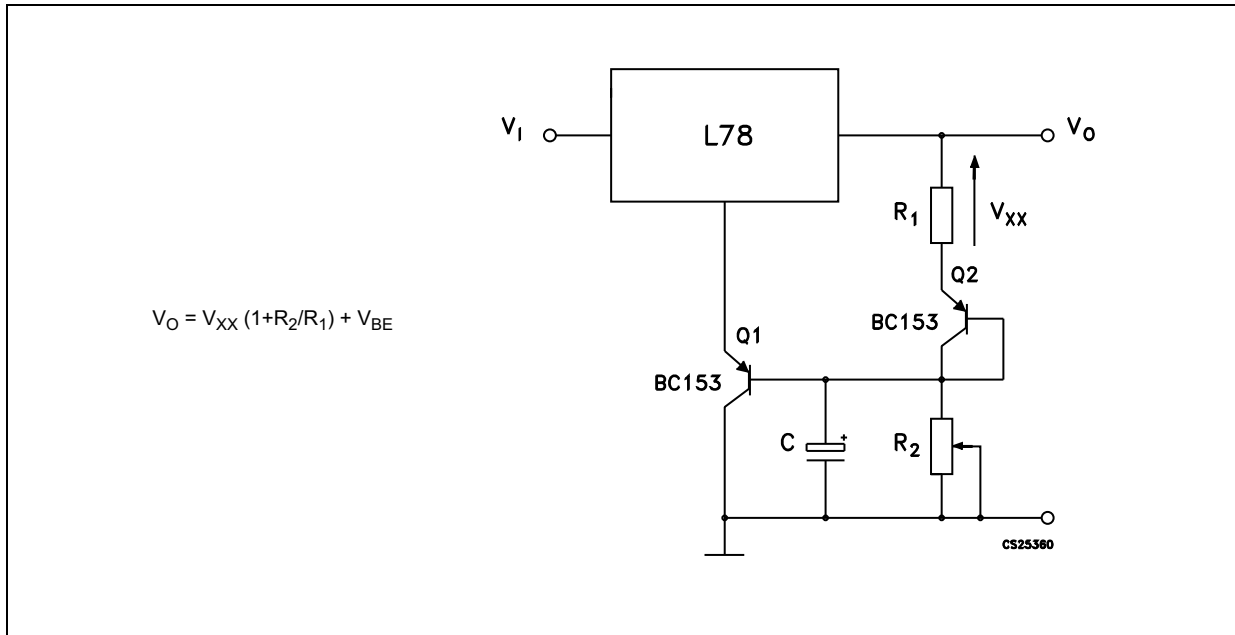 V_I
L78
V_O
R_1
V_XX
Q2
BC153
V_O = V_XX (1+R_2/R_1) + V_BE
Q1
BC153
C
+
R_2
CS25360